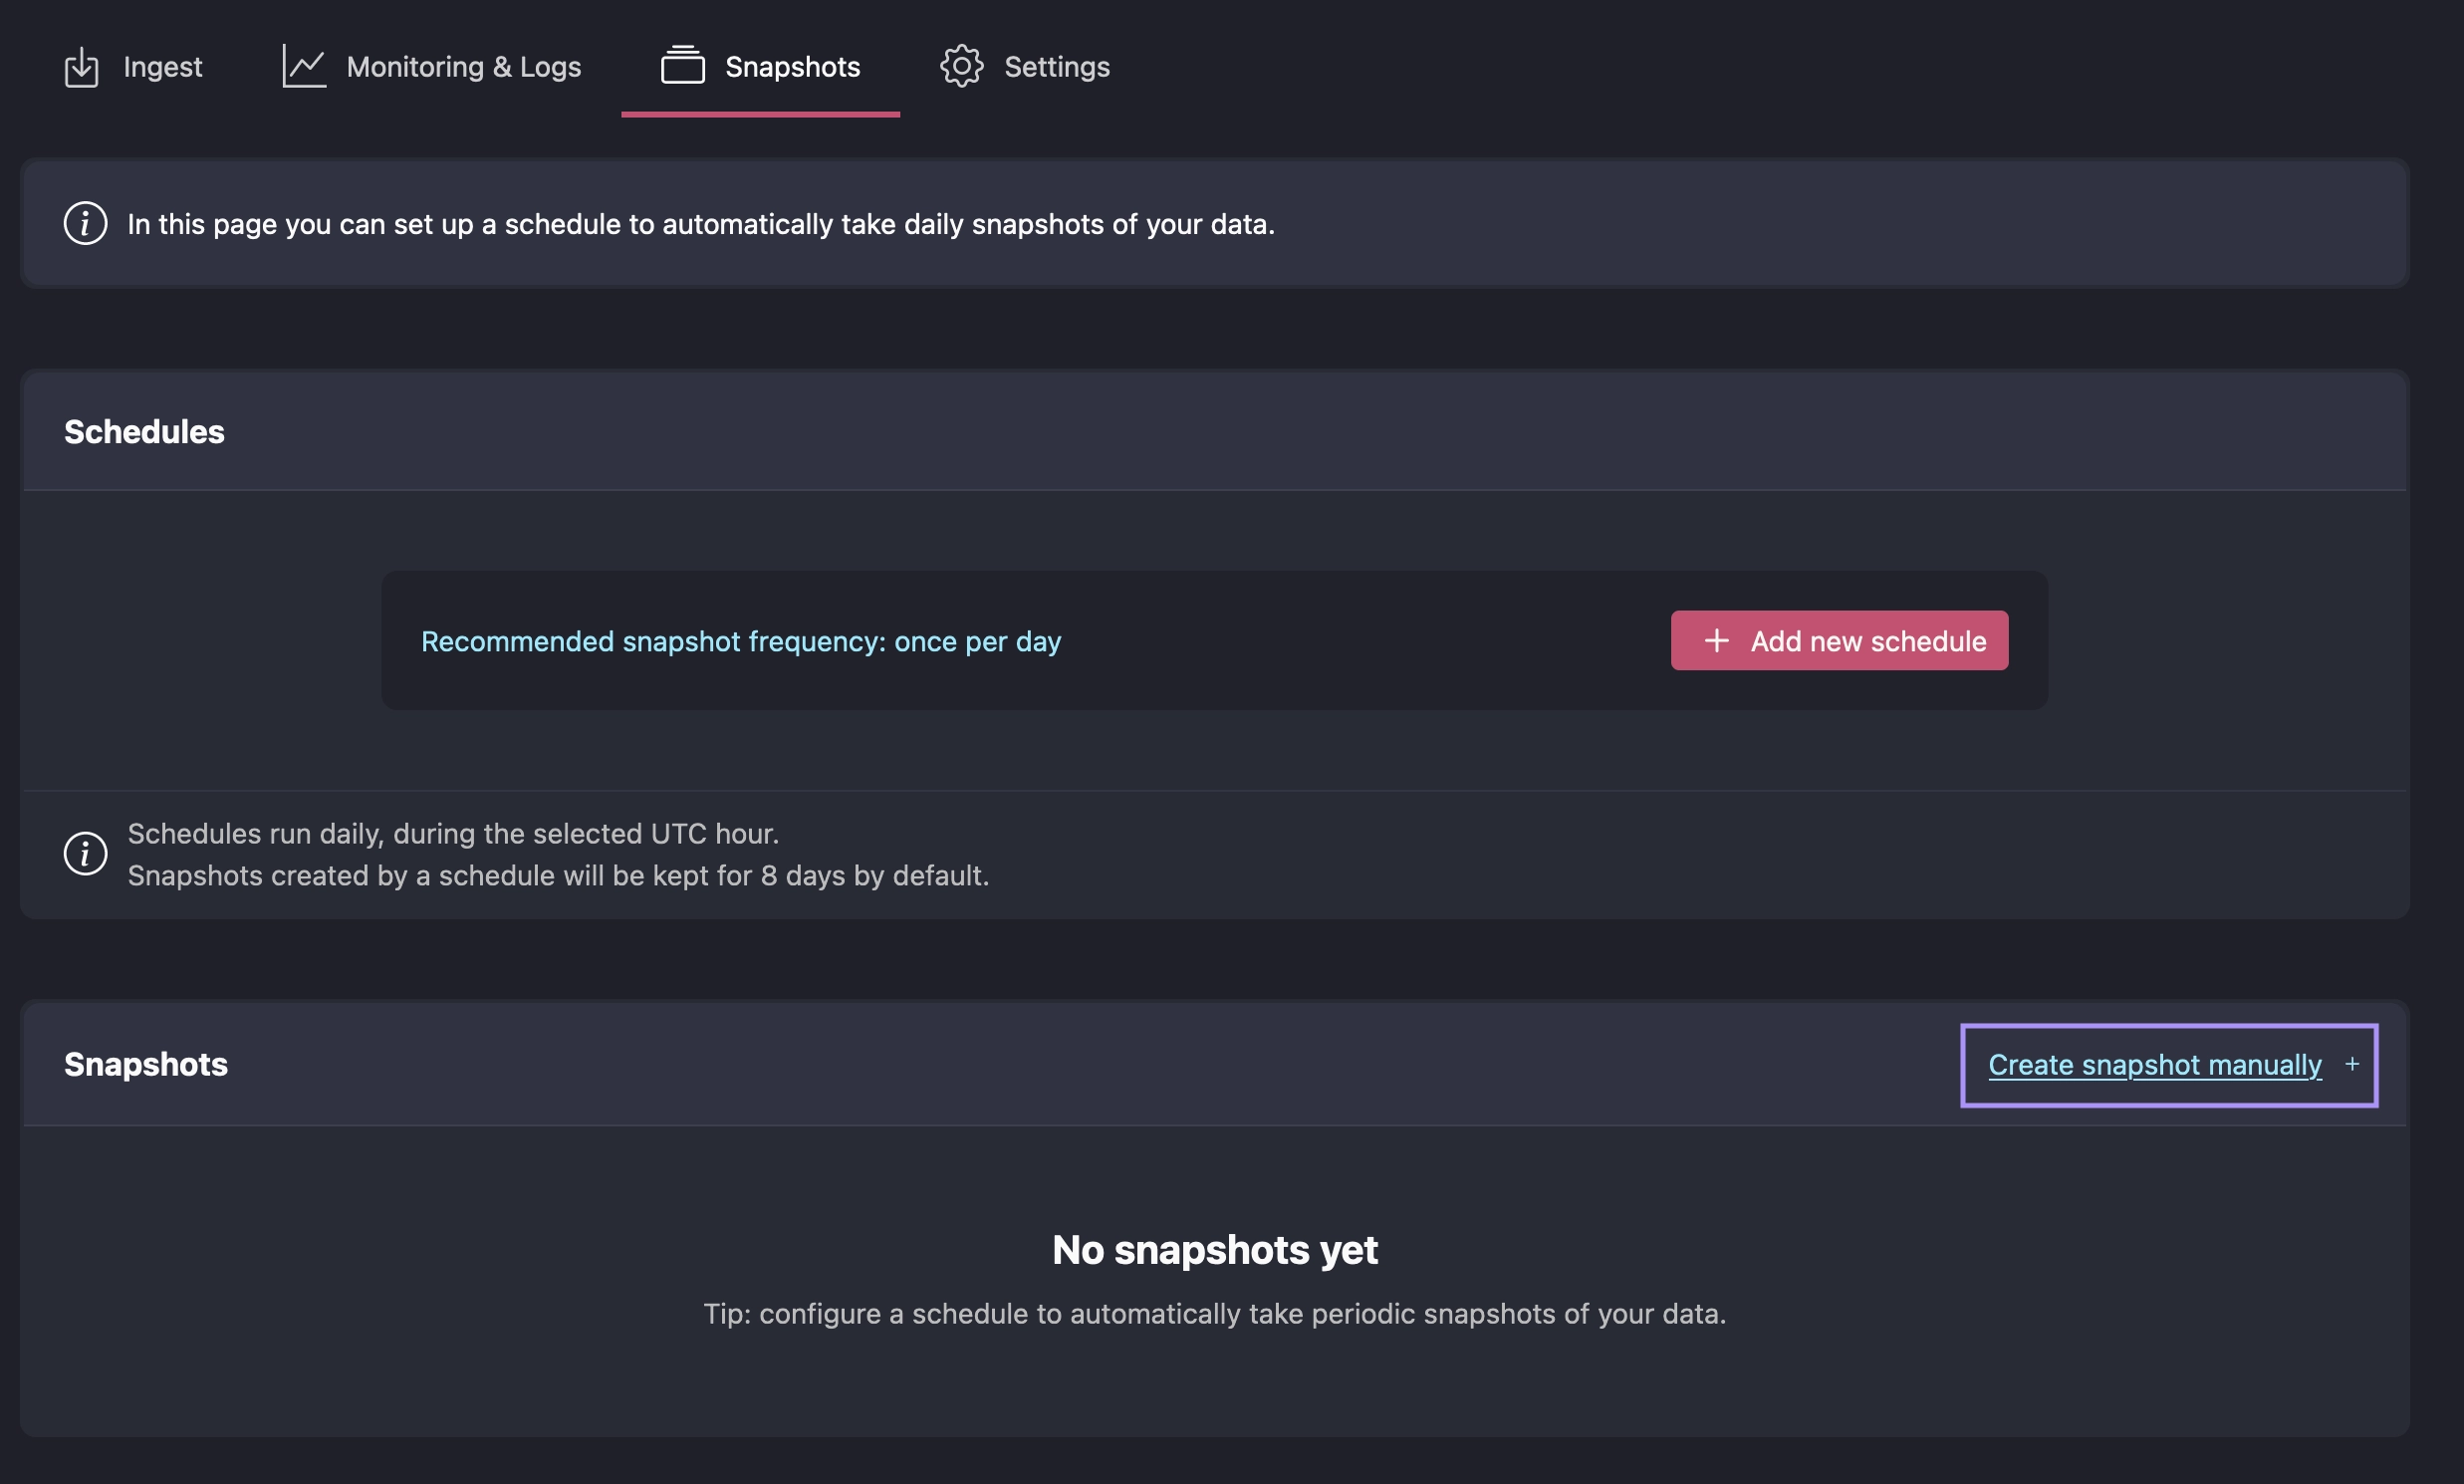 Ingest
Monitoring & Logs
Snapshots
Settings
In this page you can set up a schedule to automatically take daily snapshots of your data.
Schedules
Recommended snapshot frequency: once per day
+ Add new schedule
Schedules run daily, during the selected UTC hour.
Snapshots created by a schedule will be kept for 8 days by default.
Snapshots
Create snapshot manually +
No snapshots yet
Tip: configure a schedule to automatically take periodic snapshots of your data.